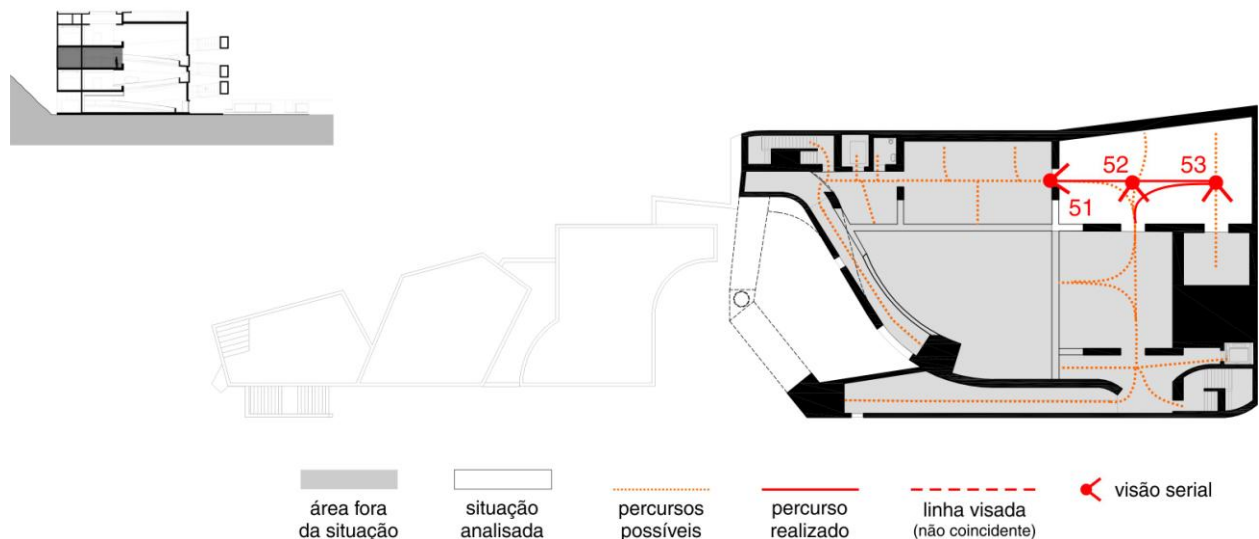 52
53
51
área fora
da situação
situação
analisada
percursos
possíveis
percurso
realizado
linha visada
(não coincidente)
visão serial